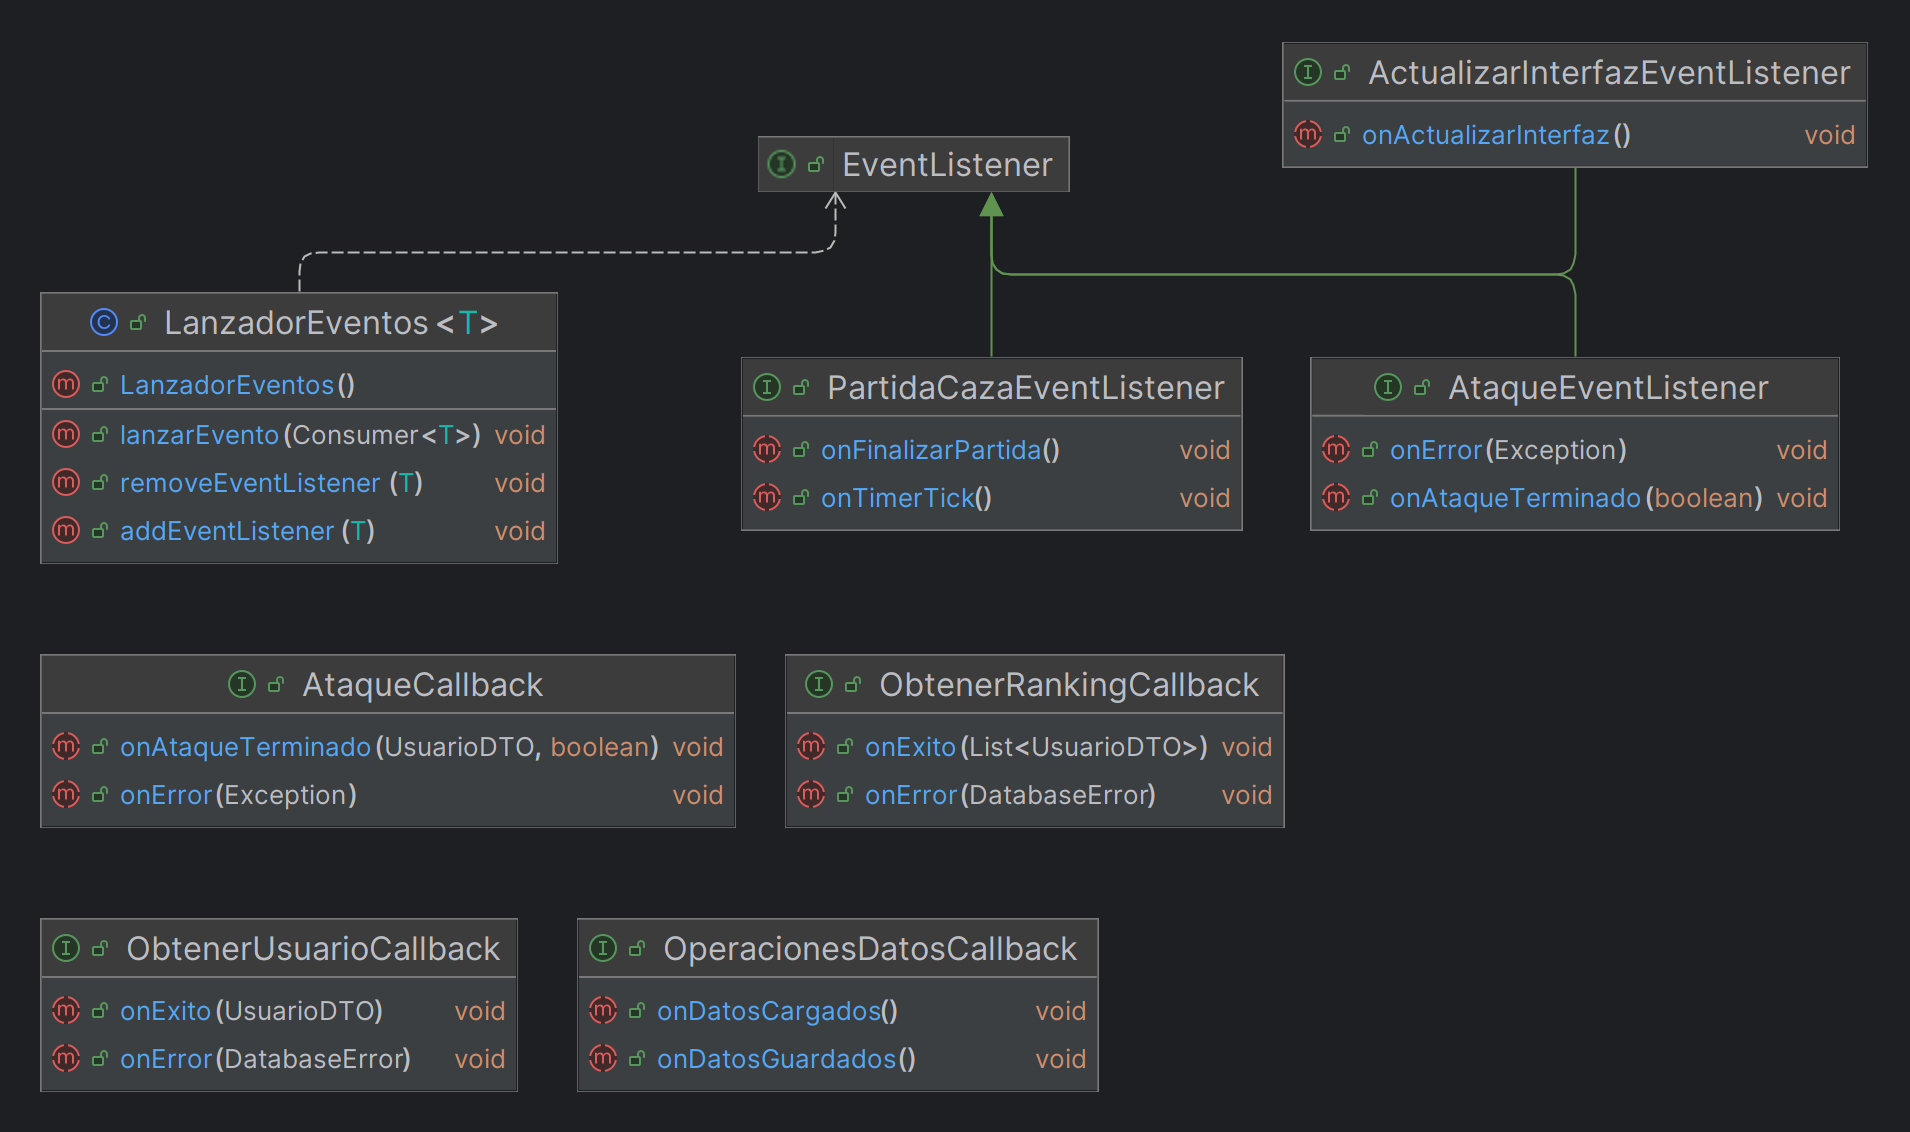 ActualizarInterfazEventListener
onActualizarInterfaz() void
EventListener
LanzadorEventos<T>
LanzadorEventos()
lanzarEvento(Consumer<T>) void
removeEventListener (T) void
addEventListener (T) void
PartidaCazaEventListener
onFinalizarPartida() void
onTimerTick() void
AtaqueEventListener
onError(Exception) void
onAtaqueTerminado(boolean) void
AtaqueCallback
onAtaqueTerminado(UsuarioDTO, boolean) void
onError(Exception) void
ObtenerRankingCallback
onExito(List<UsuarioDTO>) void
onError(DatabaseError) void
ObtenerUsuarioCallback
onExito(UsuarioDTO) void
onError(DatabaseError) void
OperacionesDatosCallback
onDatosCargados() void
onDatosGuardados() void